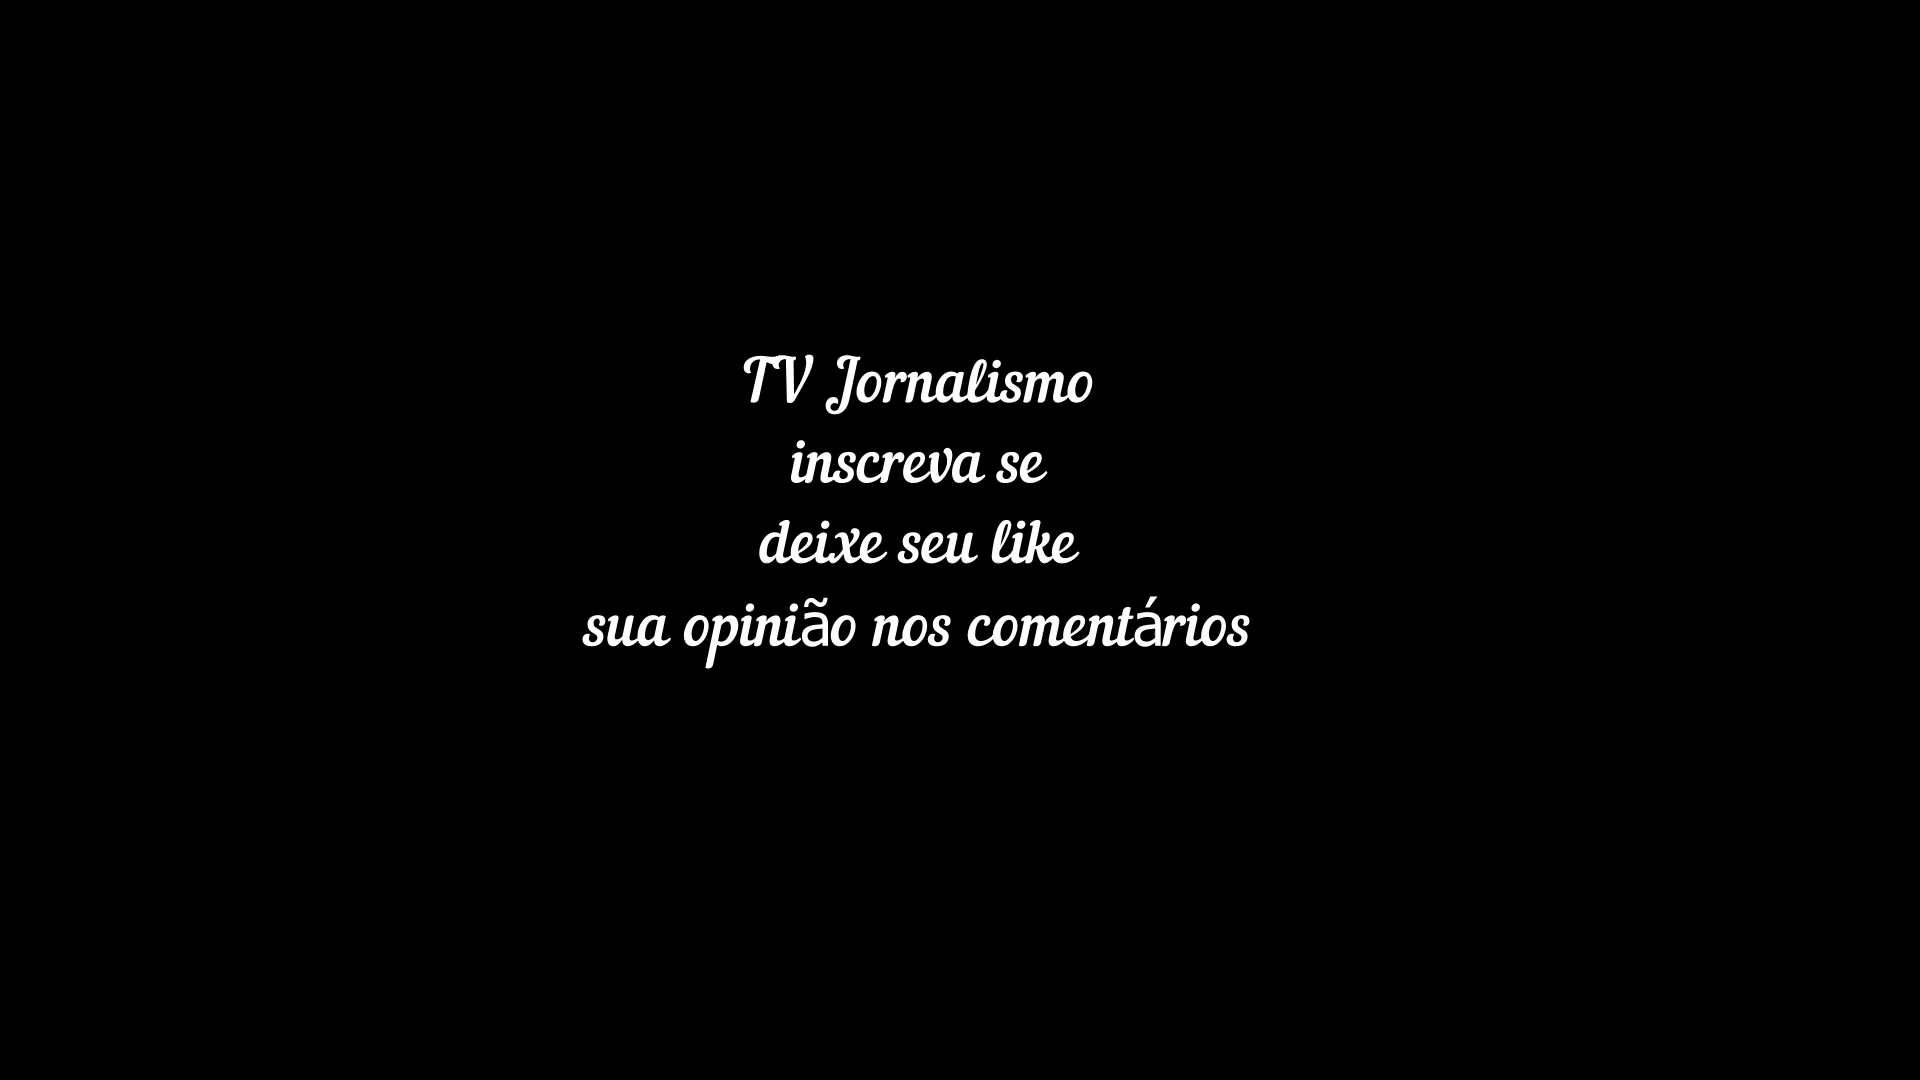 TV Jornalismo
inscreva se
deixe seu like
sua opinião nos comentários